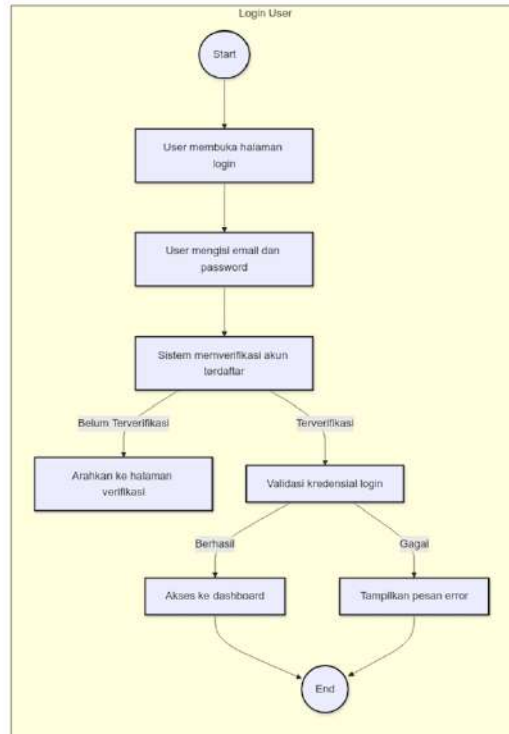 Login User
Start
User membuka halaman
login
User mengisi email dan
password
Sistem memverifikasi akun
terdaftar
Belum Terverifikasi
Terverifikasi
Arahkan ke halaman
verifikasi
Validasi kredensial login
Berhasil
Gagal
Akses ke dashboard
Tampilkan pesan error
End